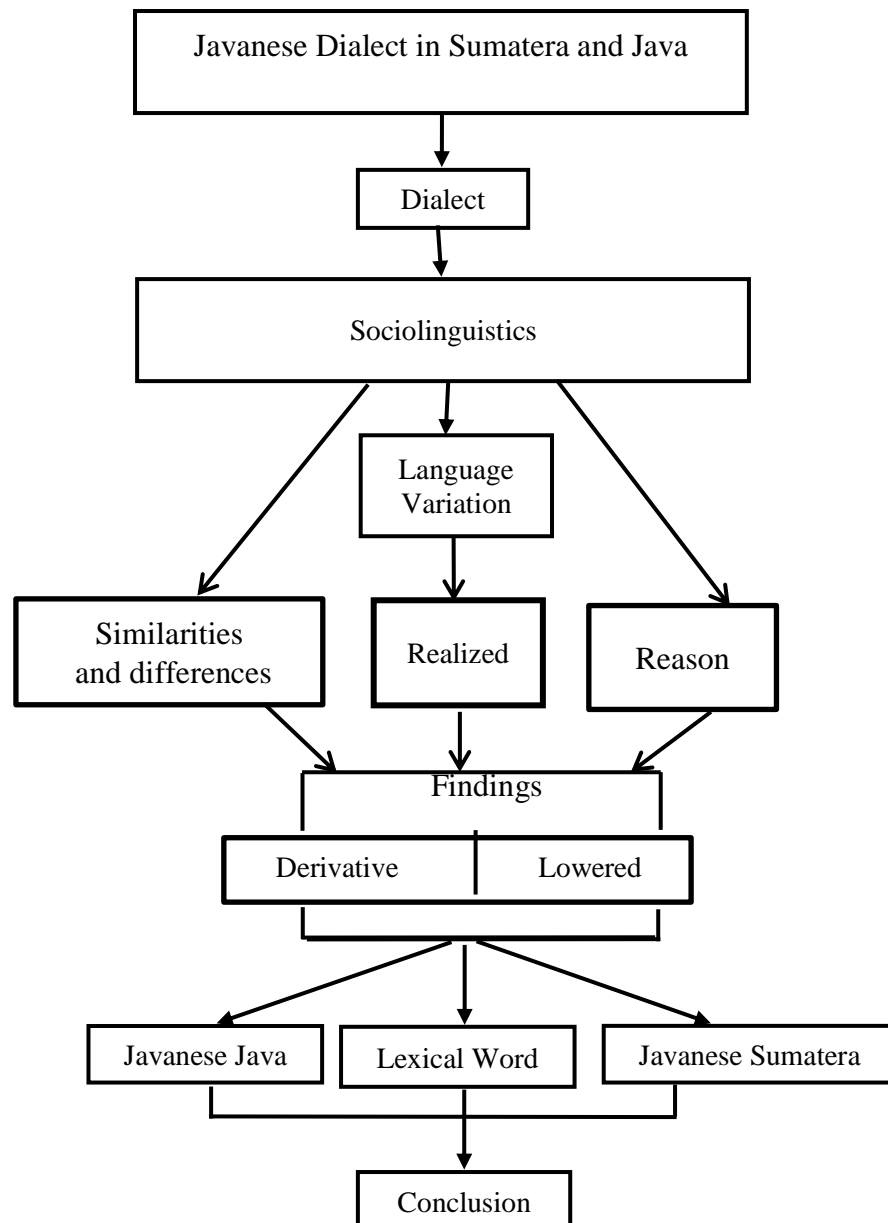 Javanese Dialect in Sumatera and Java
Dialect
Sociolinguistics
Language
Variation
Similarities
and differences
Realized
Reason
Findings
Derivative
Lowered
Javanese Java
Lexical Word
Javanese Sumatera
Conclusion